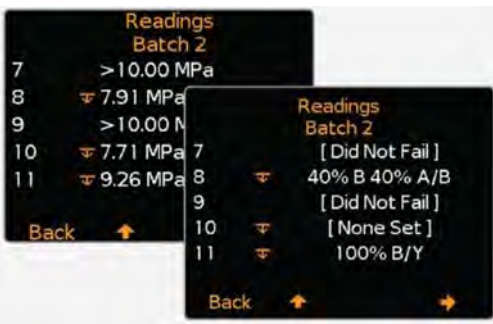 Readings
Batch 2
7 >10.00 MPa
8 7.91 MPa
9 >10.00
10 7.71 MPa
11 9.26 MPa
Back
Readings
Batch 2
7 [ Did Not Fail ]
8 40% B 40% A/B
9 [ Did Not Fail ]
10 [ None Set ]
11 100% B/Y
Back